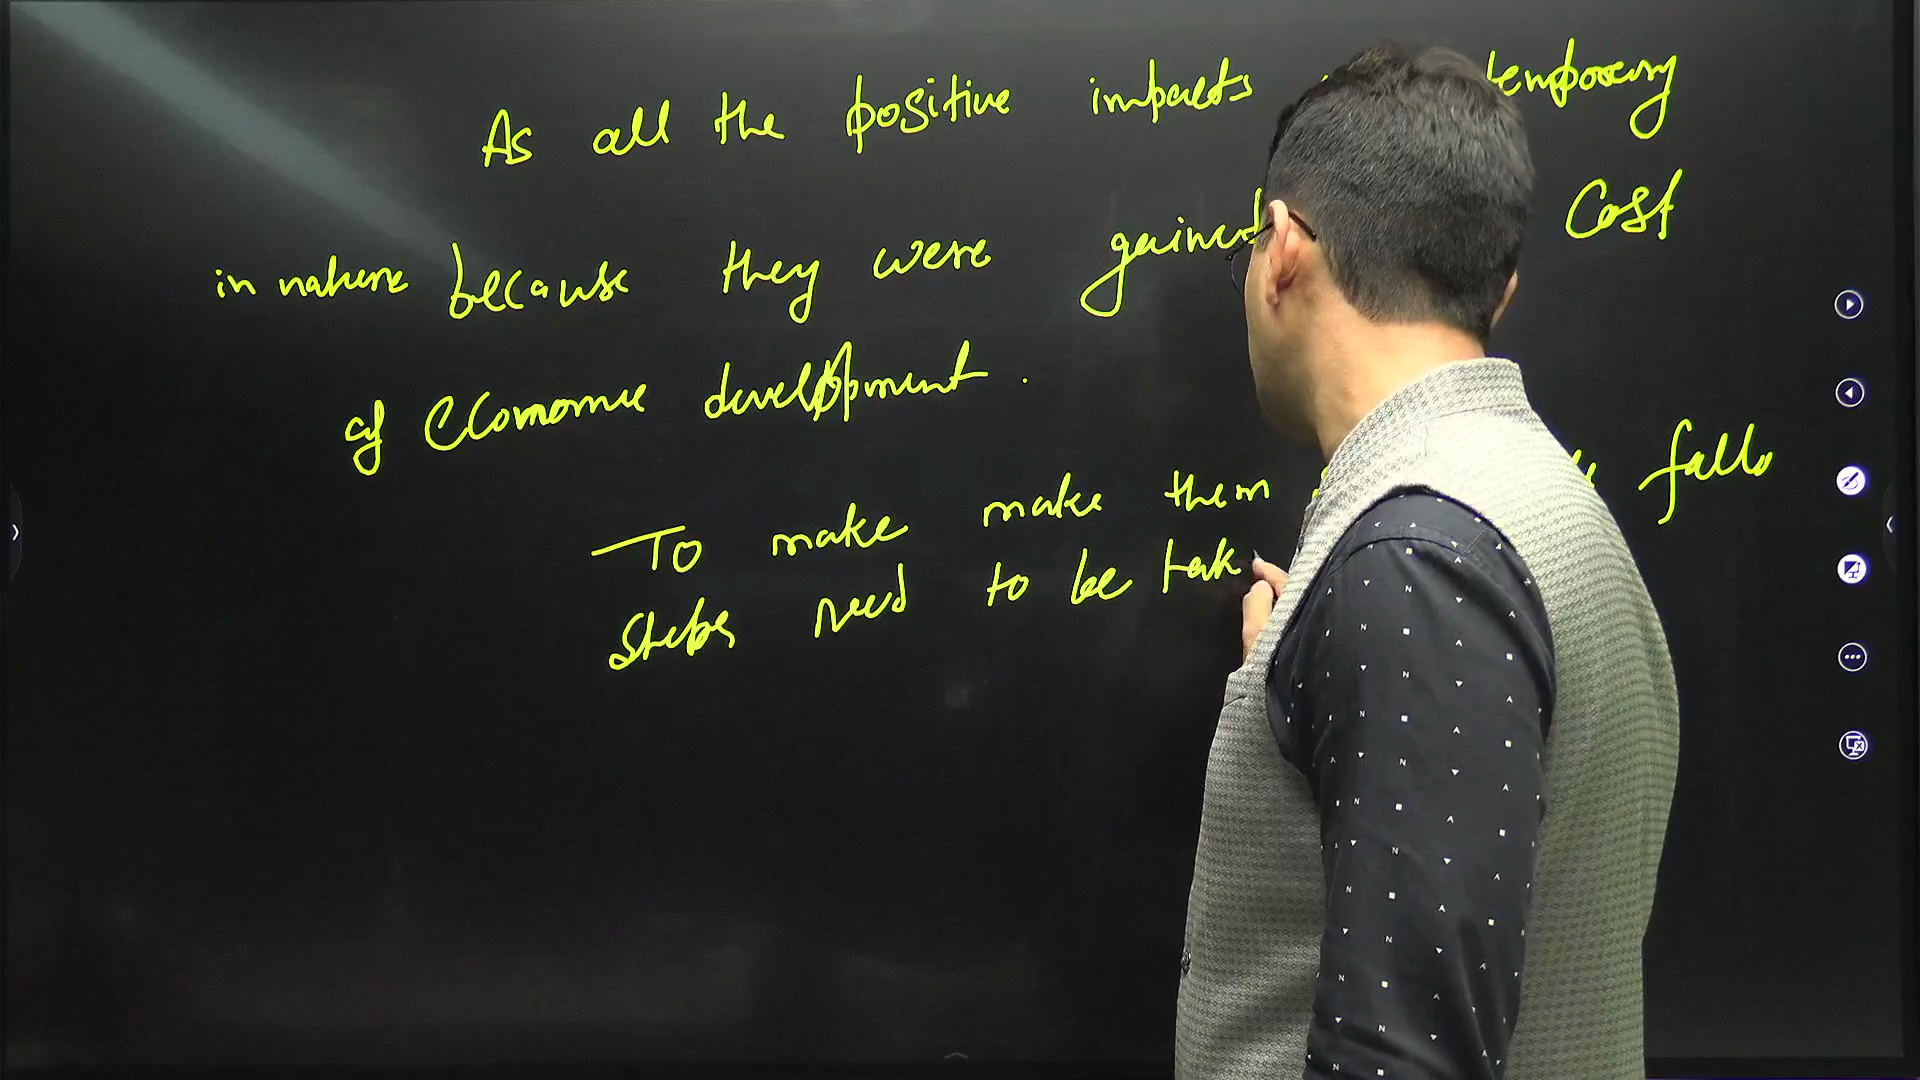 As all the positive impacts temporary
in nature because they were gained cost
of economic development.
To make make them falls
steps need to be tak